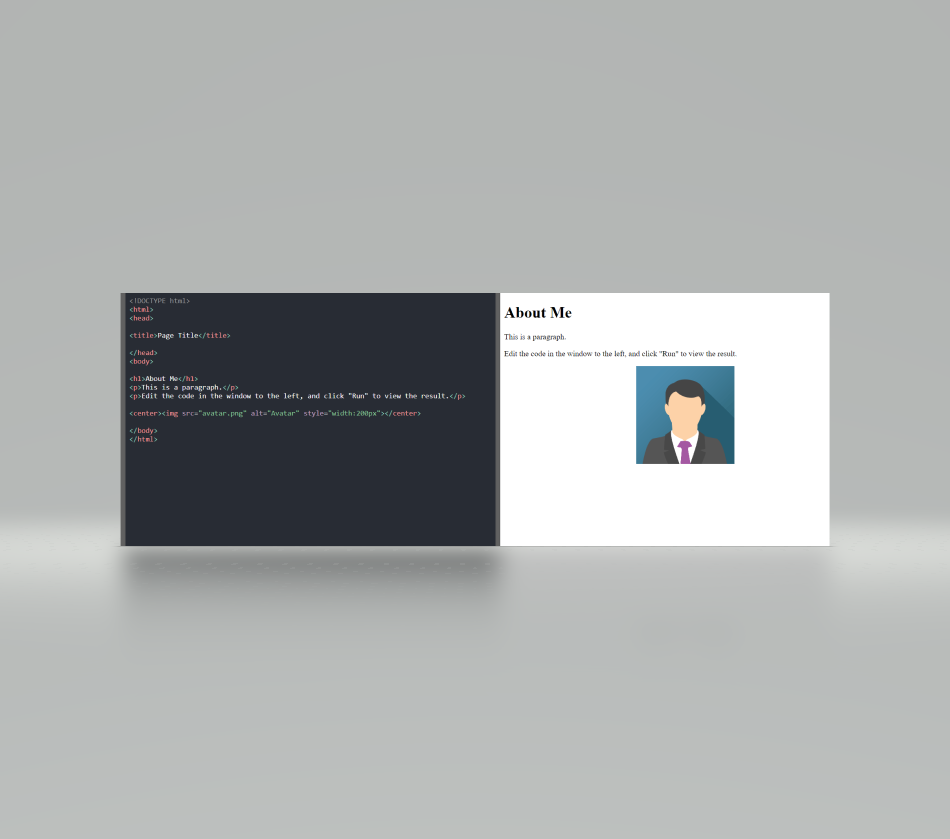 <!DOCTYPE html>
<html>
<head>
<title>Page Title</title>
</head>
<body>
<h1>About Me</h1>
<p>This is a paragraph.</p>
<p>Edit the code in the window to the left, and click "Run" to view the result.</p>
<center><img src="avatar.png" alt="Avatar" style="width:200px"></center>
</body>
</html>
About Me
This is a paragraph.
Edit the code in the window to the left, and click "Run" to view the result.